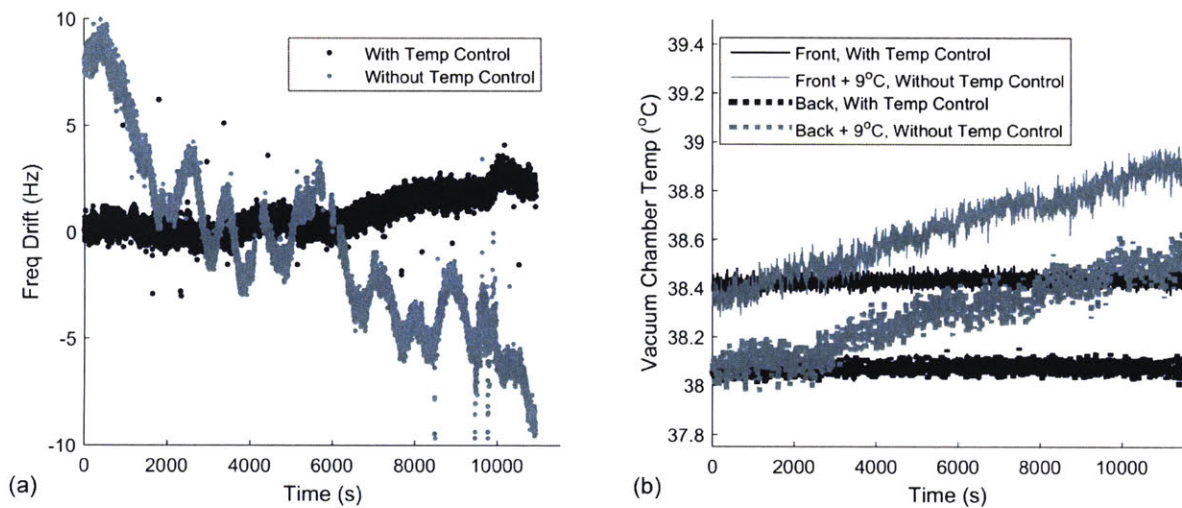 10
5
0
-5
-10
Freq Drift (Hz)
With Temp Control
Without Temp Control
0
2000
4000
6000
8000
10000
Time (s)
(a)
39.4
39.2
39
38.8
38.6
38.4
38.2
38
37.8
Vacuum Chamber Temp (°C)
Front, With Temp Control
Front + 9°C, Without Temp Control
Back, With Temp Control
Back + 9°C, Without Temp Control
0
2000
4000
6000
8000
10000
Time (s)
(b)